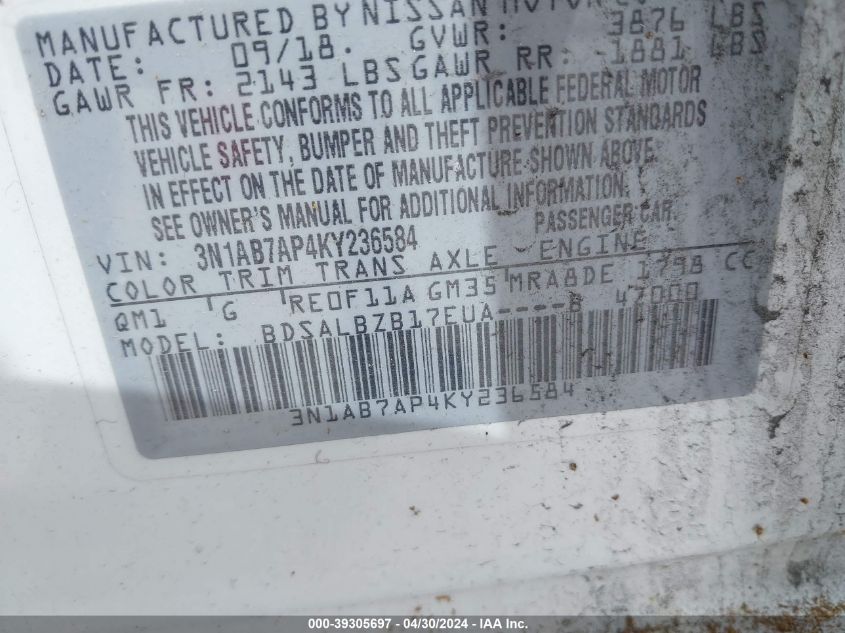 MANUFACTURED BY NISSAN MOTOR
DATE: 09/18. GVWR: 3876 LBS
GAWR FR: 2143 LBS GAWR RR: 1881 LBS
THIS VEHICLE CONFORMS TO ALL APPLICABLE FEDERAL MOTOR
VEHICLE SAFETY, BUMPER AND THEFT PREVENTION STANDARDS
IN EFFECT ON THE DATE OF MANUFACTURE SHOWN ABOVE.
SEE OWNER'S MANUAL FOR ADDITIONAL INFORMATION.
VIN: 3N1AB7AP4KY236584 PASSENGER CAR
COLOR TRIM TRANS AXLE ENGINE
QM1 G RE0F11A GM35 MRA8DE 1798 CC
MODEL: BDSALBZB17EUA----B 47000
3N1AB7AP4KY236584
000-39305697 - 04/30/2024 - IAA Inc.